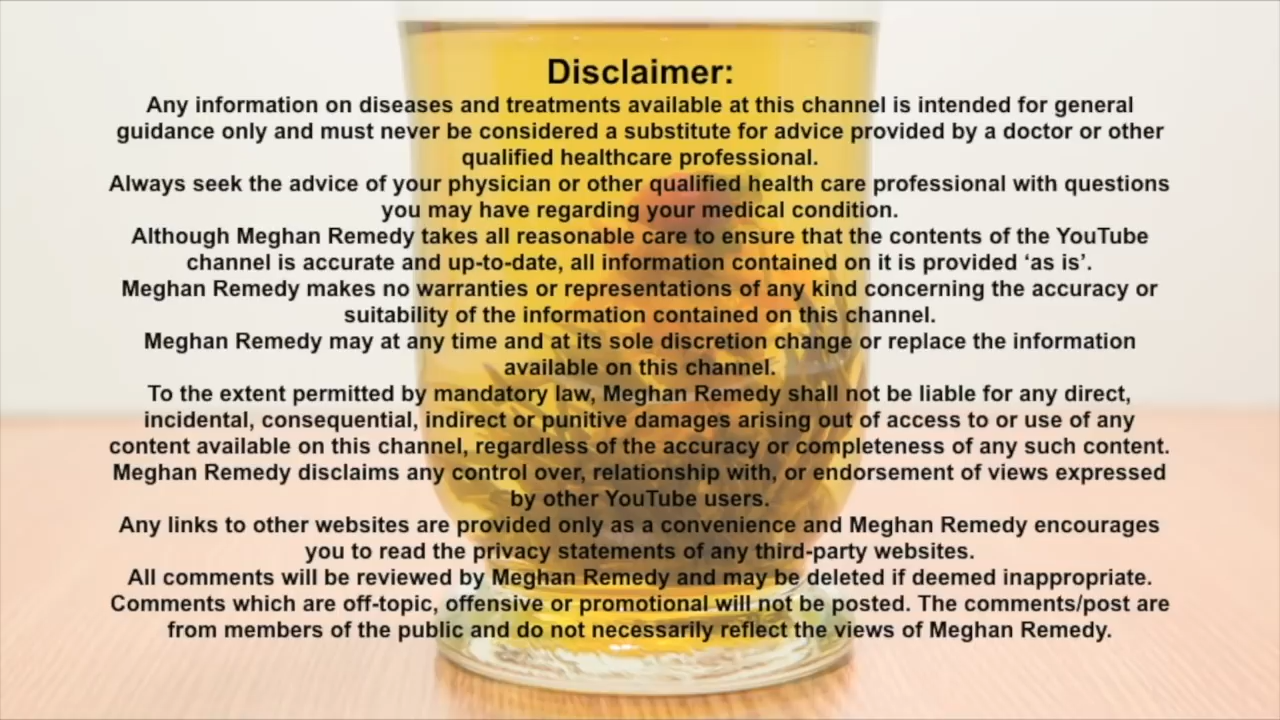 Disclaimer:
Any information on diseases and treatments available at this channel is intended for general
guidance only and must never be considered a substitute for advice provided by a doctor or other
qualified healthcare professional.
Always seek the advice of your physician or other qualified health care professional with questions
you may have regarding your medical condition.
Although Meghan Remedy takes all reasonable care to ensure that the contents of the YouTube
channel is accurate and up-to-date, all information contained on it is provided ‘as is’.
Meghan Remedy makes no warranties or representations of any kind concerning the accuracy or
suitability of the information contained on this channel.
Meghan Remedy may at any time and at its sole discretion change or replace the information
available on this channel.
To the extent permitted by mandatory law, Meghan Remedy shall not be liable for any direct,
incidental, consequential, indirect or punitive damages arising out of access to or use of any
content available on this channel, regardless of the accuracy or completeness of any such content.
Meghan Remedy disclaims any control over, relationship with, or endorsement of views expressed
by other YouTube users.
Any links to other websites are provided only as a convenience and Meghan Remedy encourages
you to read the privacy statements of any third-party websites.
All comments will be reviewed by Meghan Remedy and may be deleted if deemed inappropriate.
Comments which are off-topic, offensive or promotional will not be posted. The comments/post are
from members of the public and do not necessarily reflect the views of Meghan Remedy.